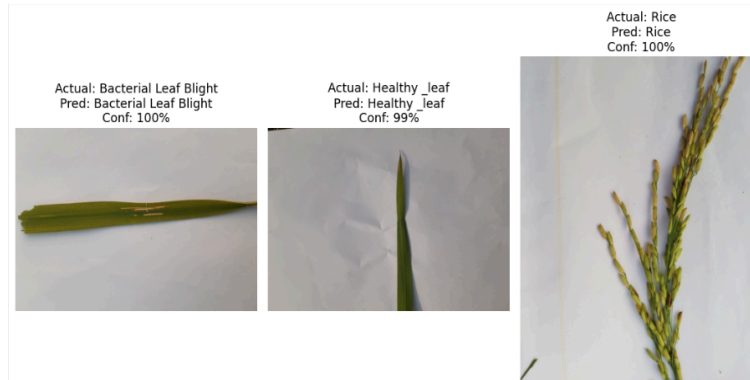 Actual: Bacterial Leaf Blight
Pred: Bacterial Leaf Blight
Conf: 100%
Actual: Healthy _leaf
Pred: Healthy _leaf
Conf: 99%
Actual: Rice
Pred: Rice
Conf: 100%